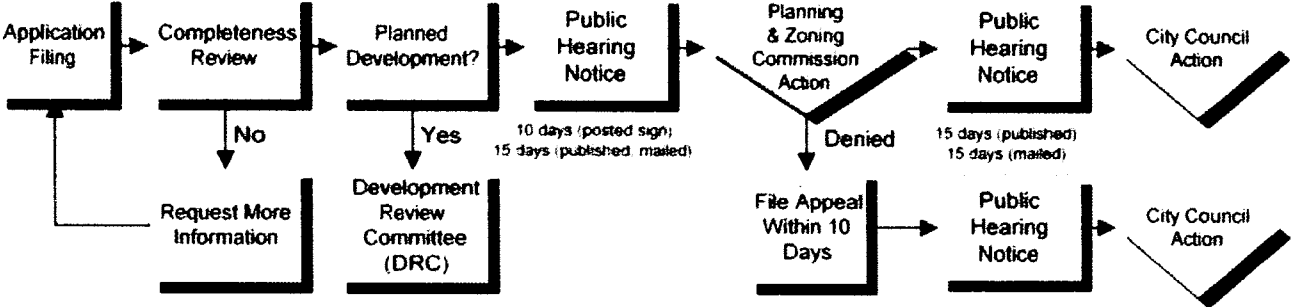 Application
Filing
Completeness
Review
Planned
Development?
Public
Hearing
Notice
Planning
& Zoning
Commission
Action
Public
Hearing
Notice
City Council
Action
No
Yes
10 days (posted sign)
15 days (published, mailed)
Denied
15 days (published)
15 days (mailed)
Request More
Information
Development
Review
Committee
(DRC)
File Appeal
Within 10
Days
Public
Hearing
Notice
City Council
Action